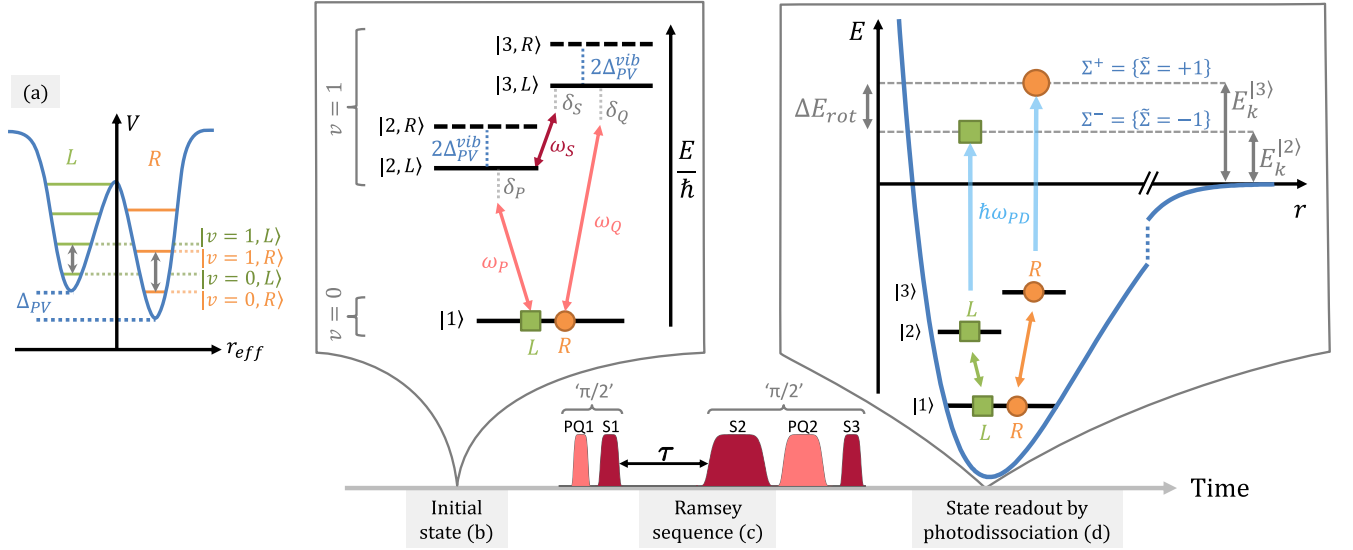 (a)
V
L
R
|v = 1, L⟩
|v = 1, R⟩
|v = 0, L⟩
|v = 0, R⟩
Δ_PV
r_eff
v = 1
|3, R⟩
2Δ_PV^vib
|3, L⟩
δ_S
δ_Q
|2, R⟩
2Δ_PV^vib
ω_S
|2, L⟩
δ_P
E/ħ
ω_Q
ω_P
v = 0
|1⟩
L
R
E
Σ⁺ = {Σ̃ = +1}
ΔE_rot
E_k^|3⟩
Σ⁻ = {Σ̃ = −1}
E_k^|2⟩
r
ħω_PD
R
|3⟩
L
|2⟩
|1⟩
L
R
'π/2'
'π/2'
PQ1
S1
S2
PQ2
S3
τ
Time
Initial
state (b)
Ramsey
sequence (c)
State readout by
photodissociation (d)